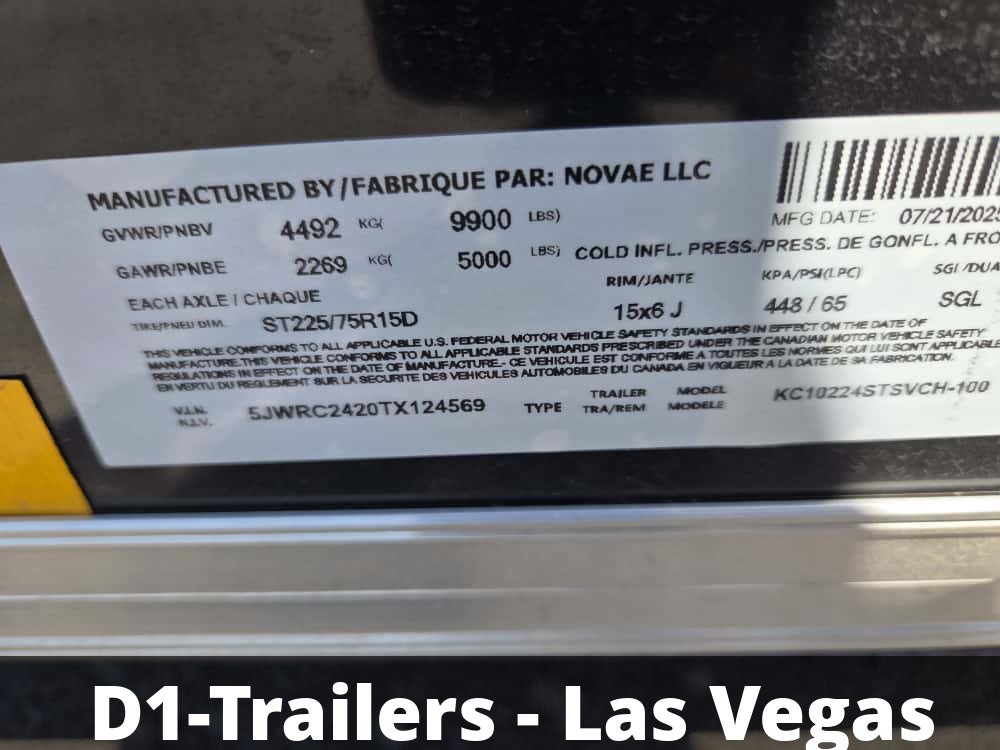 MANUFACTURED BY/FABRIQUE PAR: NOVAE LLC
MFG DATE: 07/21/2025
GVWR/PNBV 4492 KG( 9900 LBS)
GAWR/PNBE 2269 KG( 5000 LBS) COLD INFL. PRESS./PRESS. DE GONFL. A FRO
EACH AXLE / CHAQUE RIM/JANTE KPA/PSI(LPC) SGL/DUA
TIRE/PNEU DIM. ST225/75R15D 15x6 J 448 / 65 SGL
THIS VEHICLE CONFORMS TO ALL APPLICABLE U.S. FEDERAL MOTOR VEHICLE SAFETY STANDARDS IN EFFECT ON THE DATE OF
MANUFACTURE. THIS VEHICLE CONFORMS TO ALL APPLICABLE STANDARDS PRESCRIBED UNDER THE CANADIAN MOTOR VEHICLE SAFETY
REGULATIONS IN EFFECT ON THE DATE OF MANUFACTURE.- CE VEHICULE EST CONFORME A TOUTES LES NORMES QUI LUI SONT APPLICABLE
EN VERTU DU REGLEMENT SUR LA SECURITE DES VEHICULES AUTOMOBILES DU CANADA EN VIGUEUR A LA DATE DE SA FABRICATION.
V.I.N. 5JWRC2420TX124569 TYPE TRAILER MODEL KC10224STSVCH-100
N.I.V. TRA/REM MODELE
D1-Trailers - Las Vegas